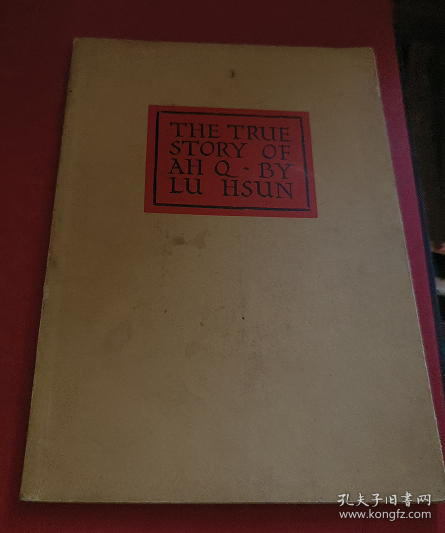 THE TRUE
STORY OF
AH Q - BY
LU HSUN
孔夫子旧书网
www.kongfz.com